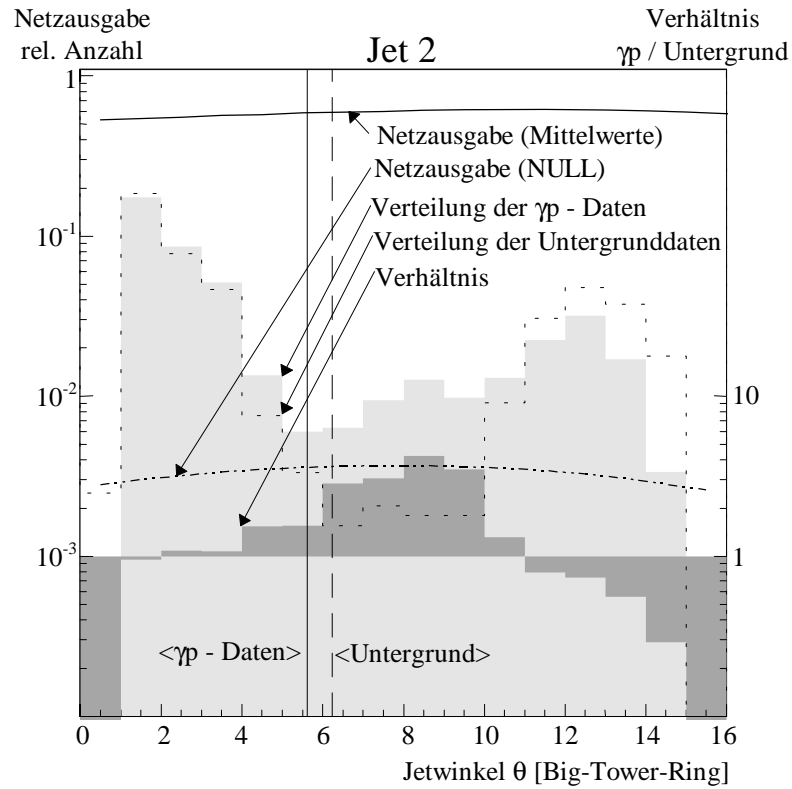 Netzausgabe
rel. Anzahl
Jet 2
Verhältnis
γp / Untergrund
1
10-1
10-2
10-3
10
1
Netzausgabe (Mittelwerte)
Netzausgabe (NULL)
Verteilung der γp - Daten
Verteilung der Untergrunddaten
Verhältnis
<γp - Daten>
<Untergrund>
0 2 4 6 8 10 12 14 16
Jetwinkel θ [Big-Tower-Ring]